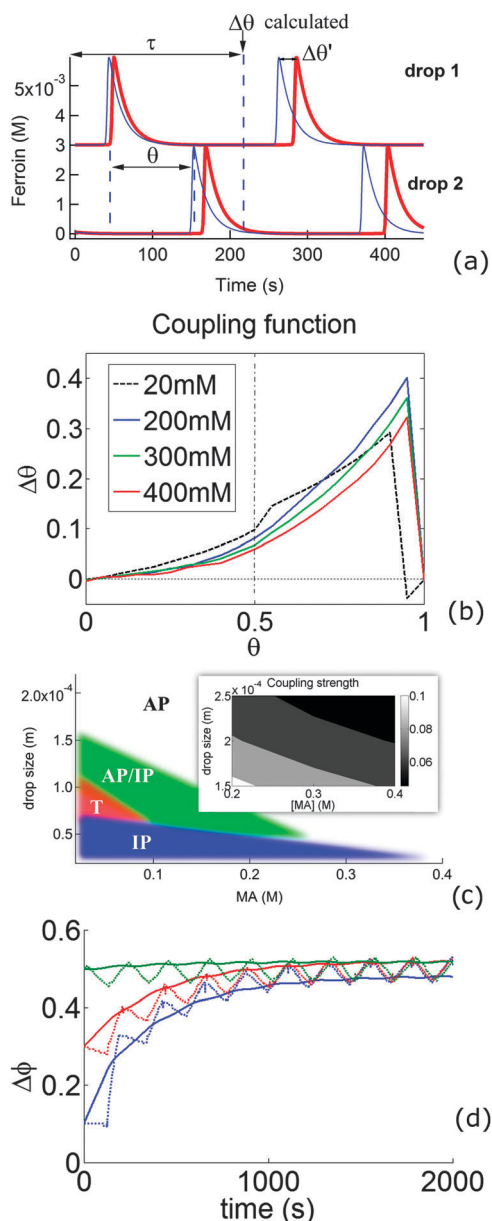 Δθ calculated
τ
Δθ'
drop 1
5x10⁻³
4
3
2
1
0
Ferroin (M)
θ
drop 2
0 100 200 300 400
Time (s)
(a)
Coupling function
0.4
0.3
0.2
0.1
0
Δθ
20mM
200mM
300mM
400mM
0 0.5 1
θ
(b)
2.0x10⁻⁴
1.5
1.0
0.5
drop size (m)
AP
AP/IP
T
IP
x 10⁻⁴ Coupling strength
2.5
2
1.5
drop size (m)
0.2 0.3 0.4
[MA] (M)
0.1
0.08
0.06
0.1 0.2 0.3 0.4
MA (M)
(c)
0.6
0.4
0.2
0
Δϕ
0 1000 2000
time (s)
(d)